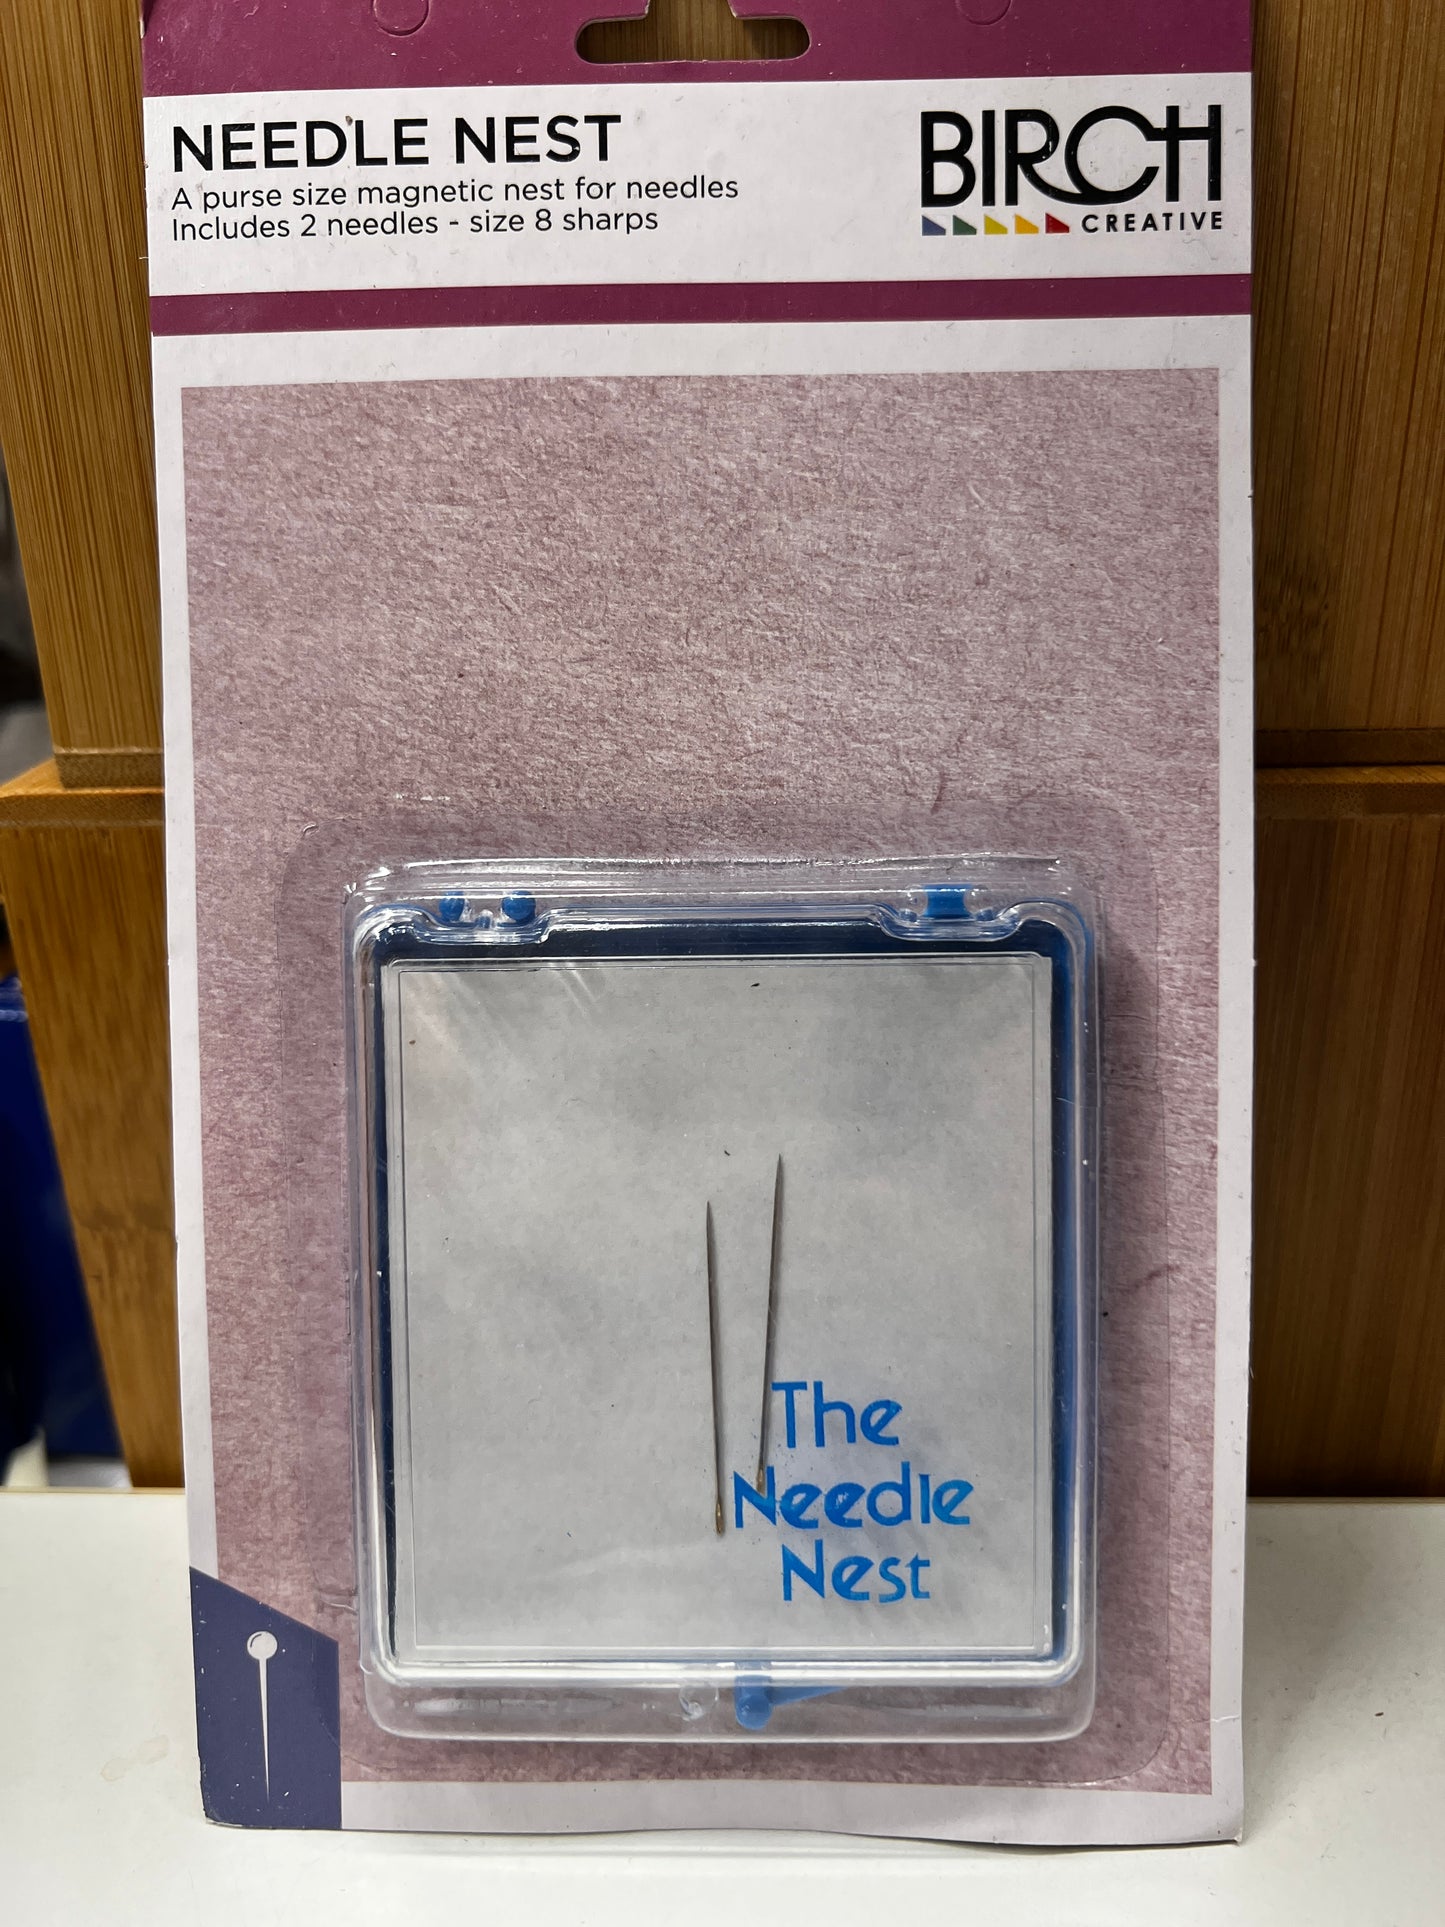 NEEDLE NEST
A purse size magnetic nest for needles
Includes 2 needles - size 8 sharps
BIRCH
CREATIVE
The
Needle
Nest